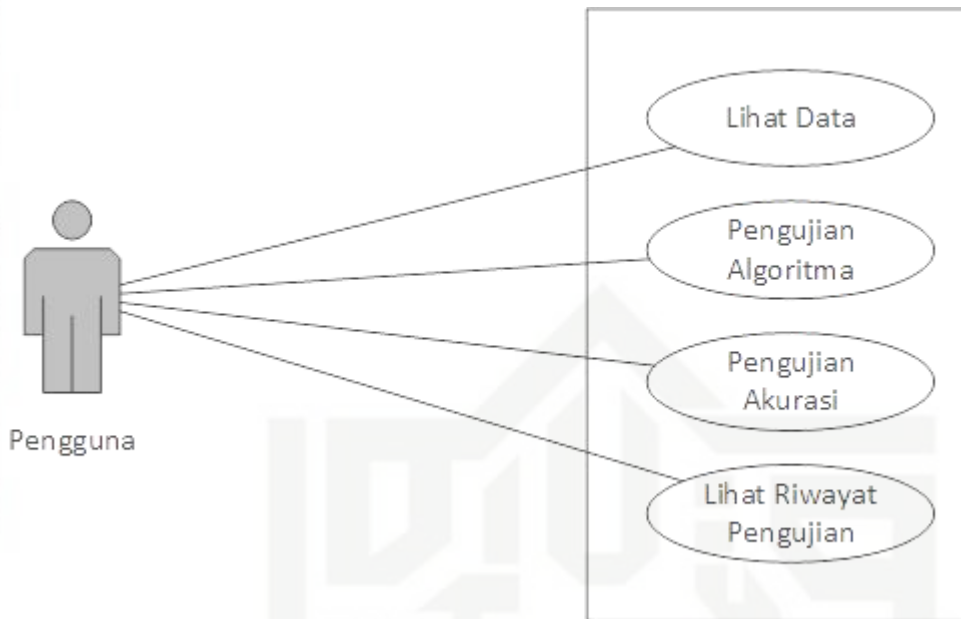 Lihat Data
Pengujian
Algoritma
Pengujian
Akurasi
Pengguna
Lihat Riwayat
Pengujian